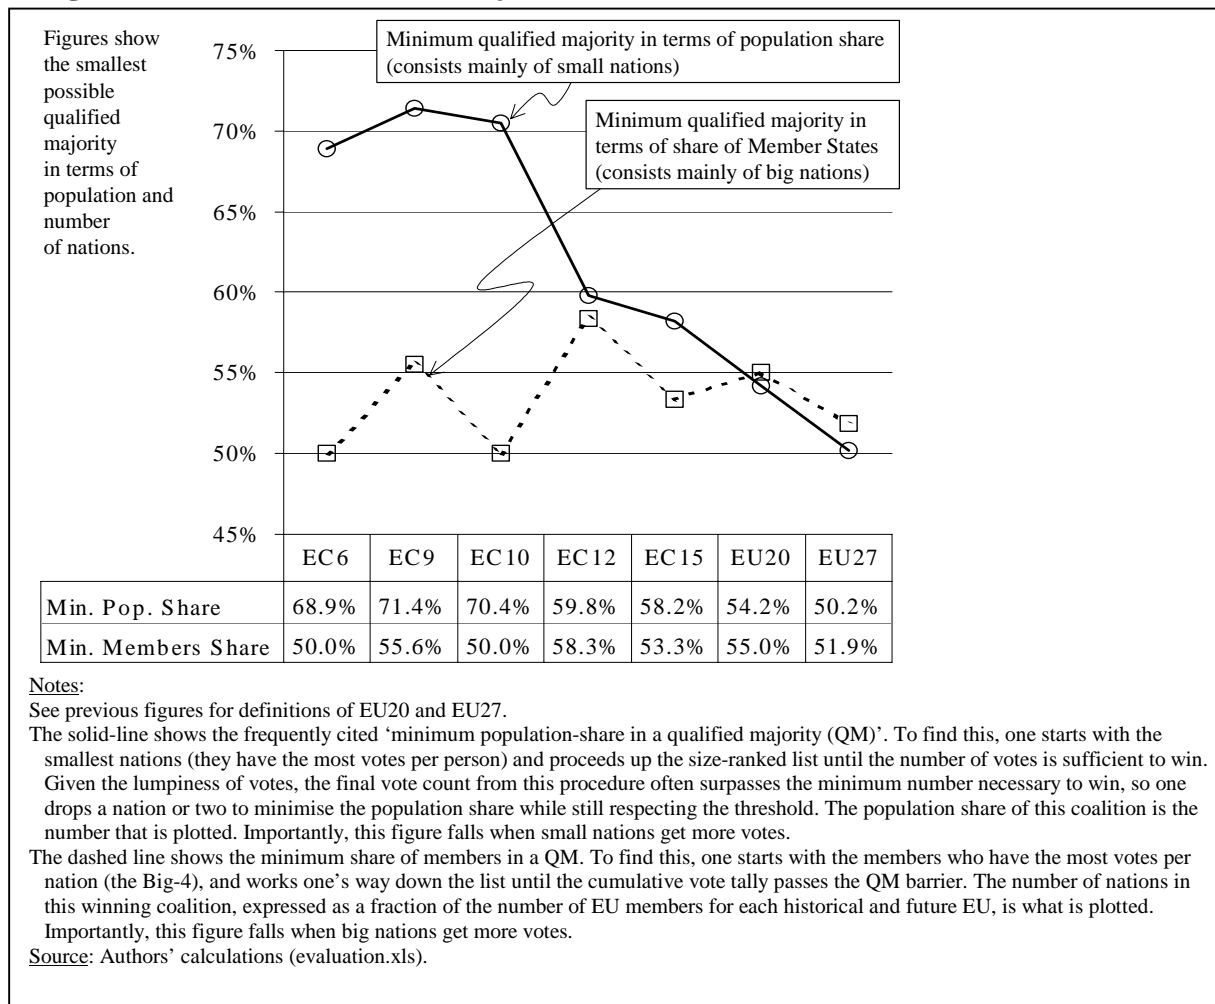 Figures show
the smallest
possible
qualified
majority
in terms of
population and
number
of nations.
75%
70%
65%
60%
55%
50%
45%
Minimum qualified majority in terms of population share
(consists mainly of small nations)
Minimum qualified majority in
terms of share of Member States
(consists mainly of big nations)
EC6 EC9 EC10 EC12 EC15 EU20 EU27
Min. Pop. Share 68.9% 71.4% 70.4% 59.8% 58.2% 54.2% 50.2%
Min. Members Share 50.0% 55.6% 50.0% 58.3% 53.3% 55.0% 51.9%
Notes:
See previous figures for definitions of EU20 and EU27.
The solid-line shows the frequently cited ‘minimum population-share in a qualified majority (QM)’. To find this, one starts with the
smallest nations (they have the most votes per person) and proceeds up the size-ranked list until the number of votes is sufficient to win.
Given the lumpiness of votes, the final vote count from this procedure often surpasses the minimum number necessary to win, so one
drops a nation or two to minimise the population share while still respecting the threshold. The population share of this coalition is the
number that is plotted. Importantly, this figure falls when small nations get more votes.
The dashed line shows the minimum share of members in a QM. To find this, one starts with the members who have the most votes per
nation (the Big-4), and works one’s way down the list until the cumulative vote tally passes the QM barrier. The number of nations in
this winning coalition, expressed as a fraction of the number of EU members for each historical and future EU, is what is plotted.
Importantly, this figure falls when big nations get more votes.
Source: Authors’ calculations (evaluation.xls).